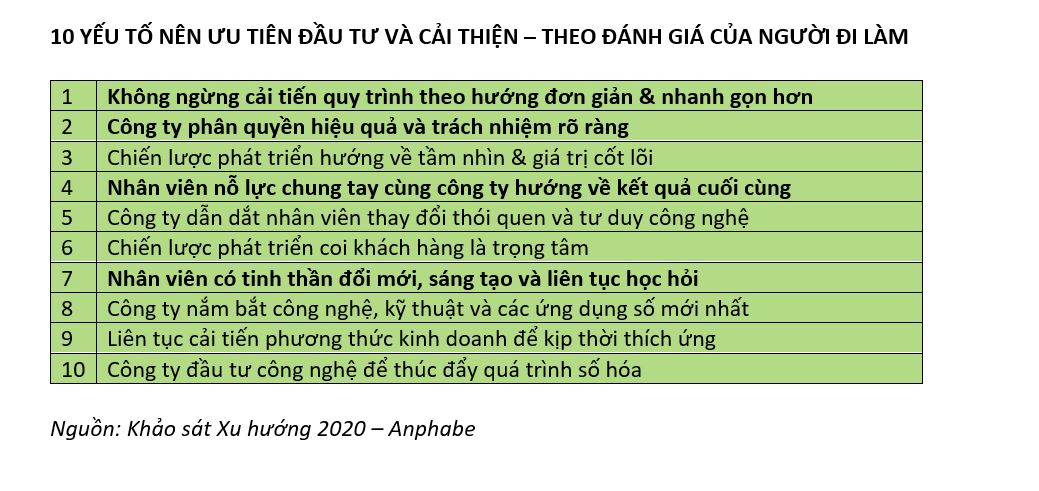 10 YẾU TỐ NÊN ƯU TIÊN ĐẦU TƯ VÀ CẢI THIỆN – THEO ĐÁNH GIÁ CỦA NGƯỜI ĐI LÀM
1 Không ngừng cải tiến quy trình theo hướng đơn giản & nhanh gọn hơn
2 Công ty phân quyền hiệu quả và trách nhiệm rõ ràng
3 Chiến lược phát triển hướng về tầm nhìn & giá trị cốt lõi
4 Nhân viên nỗ lực chung tay cùng công ty hướng về kết quả cuối cùng
5 Công ty dẫn dắt nhân viên thay đổi thói quen và tư duy công nghệ
6 Chiến lược phát triển coi khách hàng là trọng tâm
7 Nhân viên có tinh thần đổi mới, sáng tạo và liên tục học hỏi
8 Công ty nắm bắt công nghệ, kỹ thuật và các ứng dụng số mới nhất
9 Liên tục cải tiến phương thức kinh doanh để kịp thời thích ứng
10 Công ty đầu tư công nghệ để thúc đẩy quá trình số hóa
Nguồn: Khảo sát Xu hướng 2020 – Anphabe